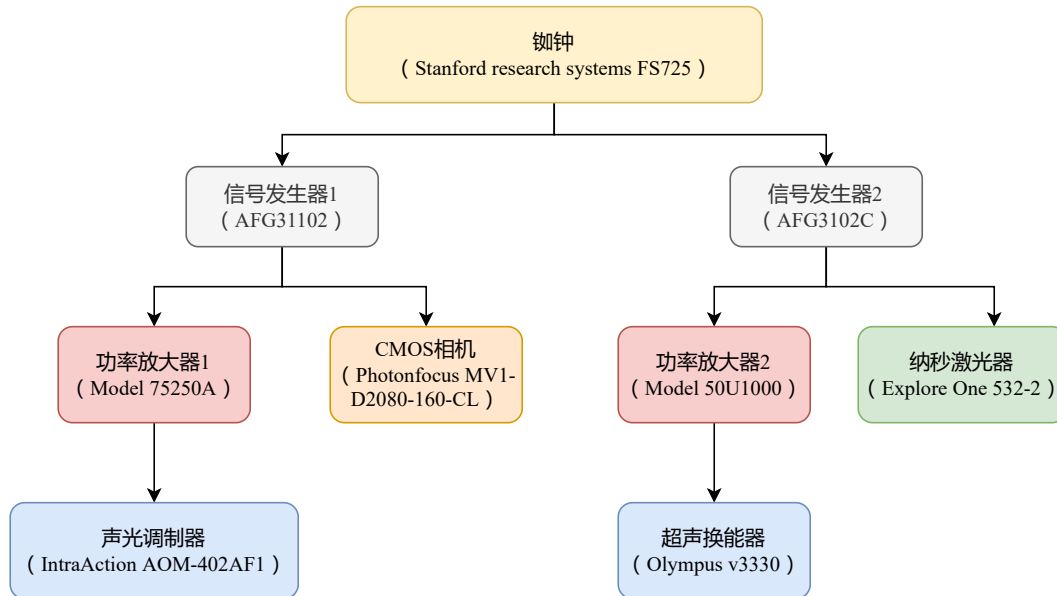 铷钟
（ Stanford research systems FS725 ）
信号发生器1
（ AFG31102 ）
信号发生器2
（ AFG3102C ）
功率放大器1
（ Model 75250A ）
CMOS相机
（ Photonfocus MV1-
D2080-160-CL ）
功率放大器2
（ Model 50U1000 ）
纳秒激光器
（ Explore One 532-2 ）
声光调制器
（ IntraAction AOM-402AF1 ）
超声换能器
（ Olympus v3330 ）